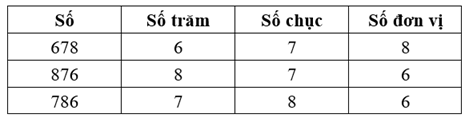 Số Số trăm Số chục Số đơn vị
678 6 7 8
876 8 7 6
786 7 8 6